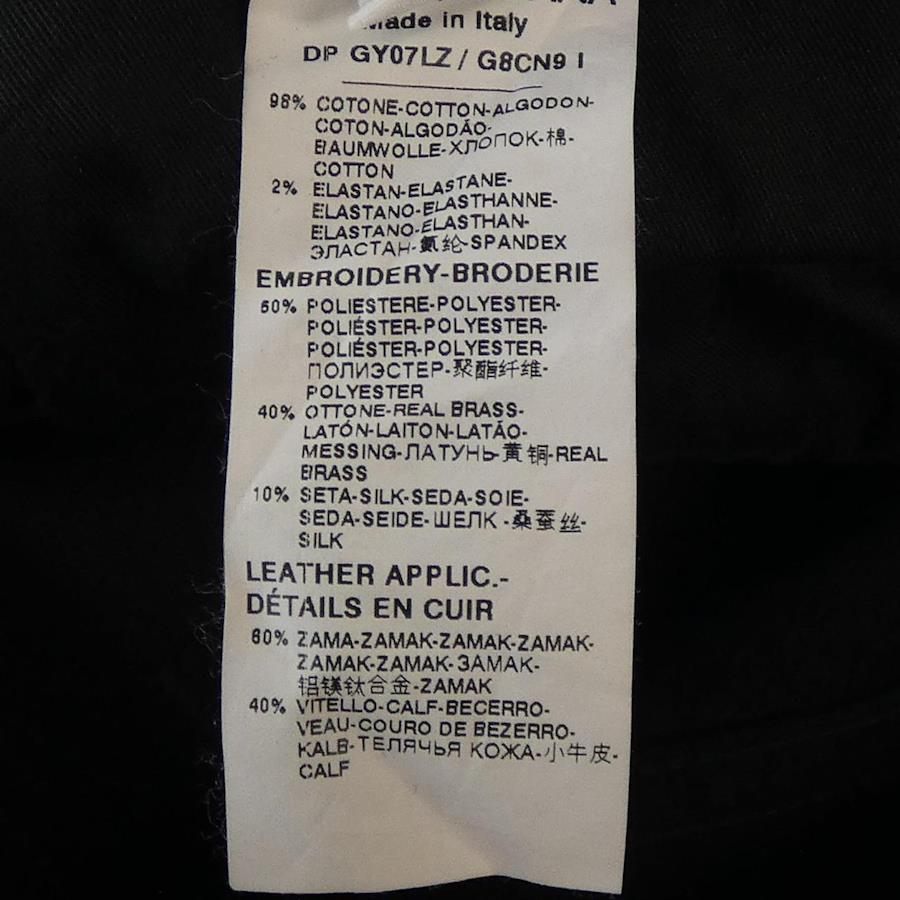 Made in Italy
DP GY07LZ / G8CN9 I
98% COTONE-COTTON-ALGODON-
COTON-ALGODÃO-
BAUMWOLLE-ХЛОПОК-棉-
COTTON
2% ELASTAN-ELASTANE-
ELASTANO-ELASTHANNE-
ELASTANO-ELASTHAN-
ЭЛАСТАН-氨纶-SPANDEX
EMBROIDERY-BRODERIE
50% POLIESTERE-POLYESTER-
POLIÉSTER-POLYESTER-
POLIÉSTER-POLYESTER-
ПОЛИЭСТЕР-聚酯纤维-
POLYESTER
40% OTTONE-REAL BRASS-
LATÓN-LAITON-LATÃO-
MESSING-ЛАТУНЬ-黄铜-REAL
BRASS
10% SETA-SILK-SEDA-SOIE-
SEDA-SEIDE-ШЕЛК-桑蚕丝-
SILK
LEATHER APPLIC.-
DÉTAILS EN CUIR
60% ZAMA-ZAMAK-ZAMAK-ZAMAK-
ZAMAK-ZAMAK-ЗАМАК-
铝镁钛合金-ZAMAK
40% VITELLO-CALF-BECERRO-
VEAU-COURO DE BEZERRO-
KALB-ТЕЛЯЧЬЯ КОЖА-小牛皮-
CALF